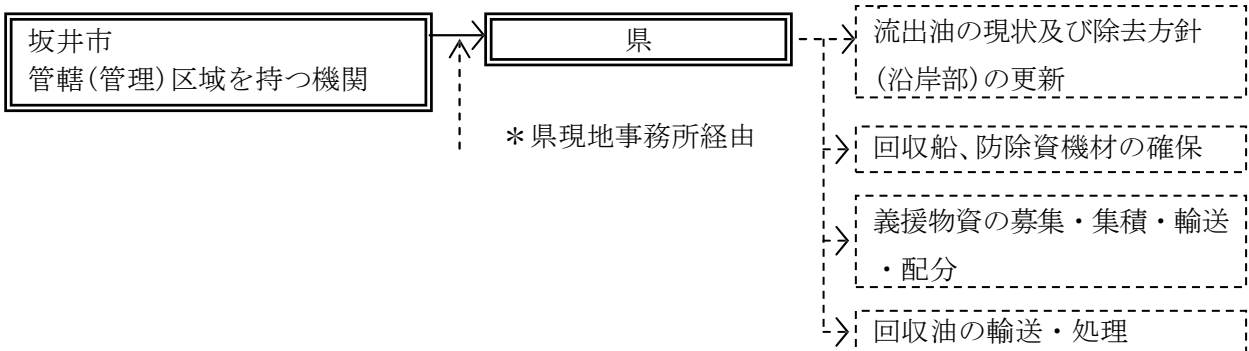 坂井市
管轄(管理)区域を持つ機関
県
＊県現地事務所経由
流出油の現状及び除去方針
(沿岸部)の更新
回収船、防除資機材の確保
義援物資の募集・集積・輸送
・配分
回収油の輸送・処理